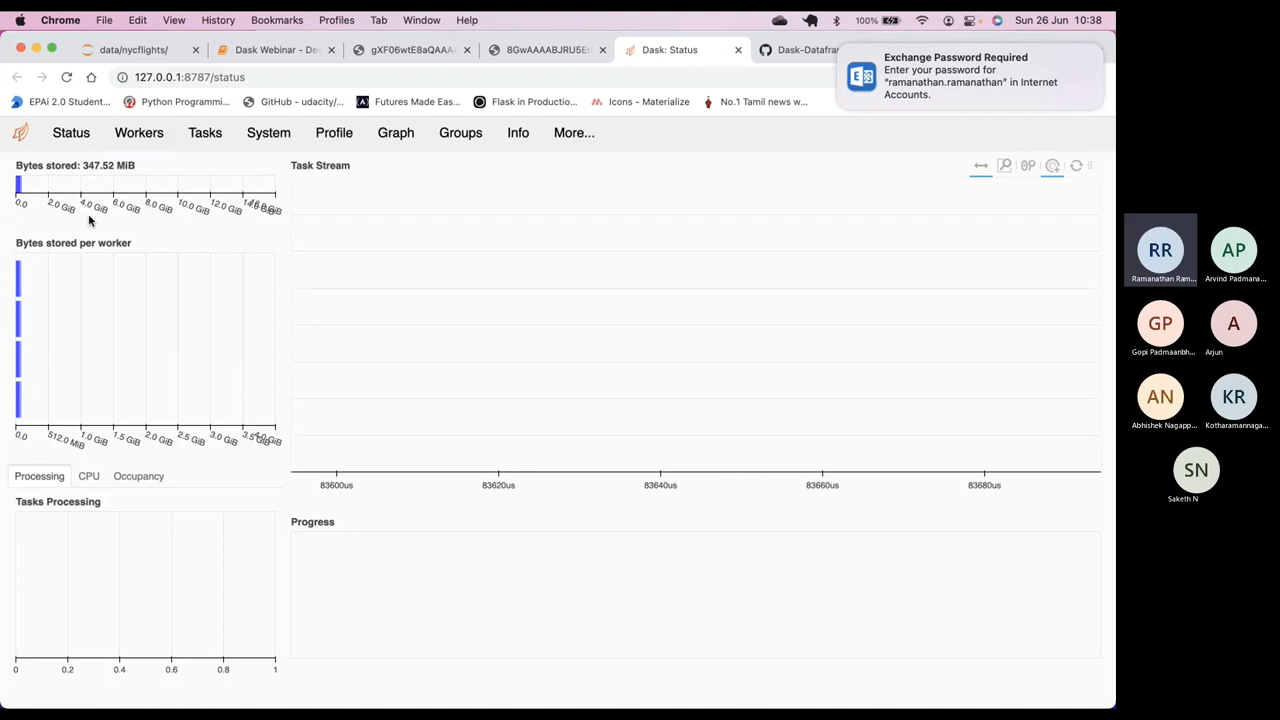 Chrome File Edit View History Bookmarks Profiles Tab Window Help 100% Sun 26 Jun 10:38
data/nycflights/
Dask Webinar - De
gXF06wtE8aQAAA
8GwAAABJRU5Er
Dask: Status
Dask-Datafra
127.0.0.1:8787/status
Exchange Password Required
Enter your password for
“ramanathan.ramanathan” in Internet
Accounts.
EPAi 2.0 Student...
Python Programmi...
GitHub – udacity/...
Futures Made Eas...
Flask in Productio...
Icons - Materialize
No.1 Tamil news w...
Status Workers Tasks System Profile Graph Groups Info More...
Bytes stored: 347.52 MiB
0.0 2.0 GiB 4.0 GiB 6.0 GiB 8.0 GiB 10.0 GiB 12.0 GiB
Bytes stored per worker
0.0 512.0 MiB 1.0 GiB 1.5 GiB 2.0 GiB 2.5 GiB 3.0 GiB
Processing CPU Occupancy
Tasks Processing
0 0.2 0.4 0.6 0.8 1
Task Stream
83600us 83620us 83640us 83660us 83680us
Progress
RR AP
Ramanathan Ram... Arvind Padmana...
GP A
Gopi Padmaanbh... Arjun
AN KR
Abhishek Nagapp... Kotharamannaga...
SN
Saketh N